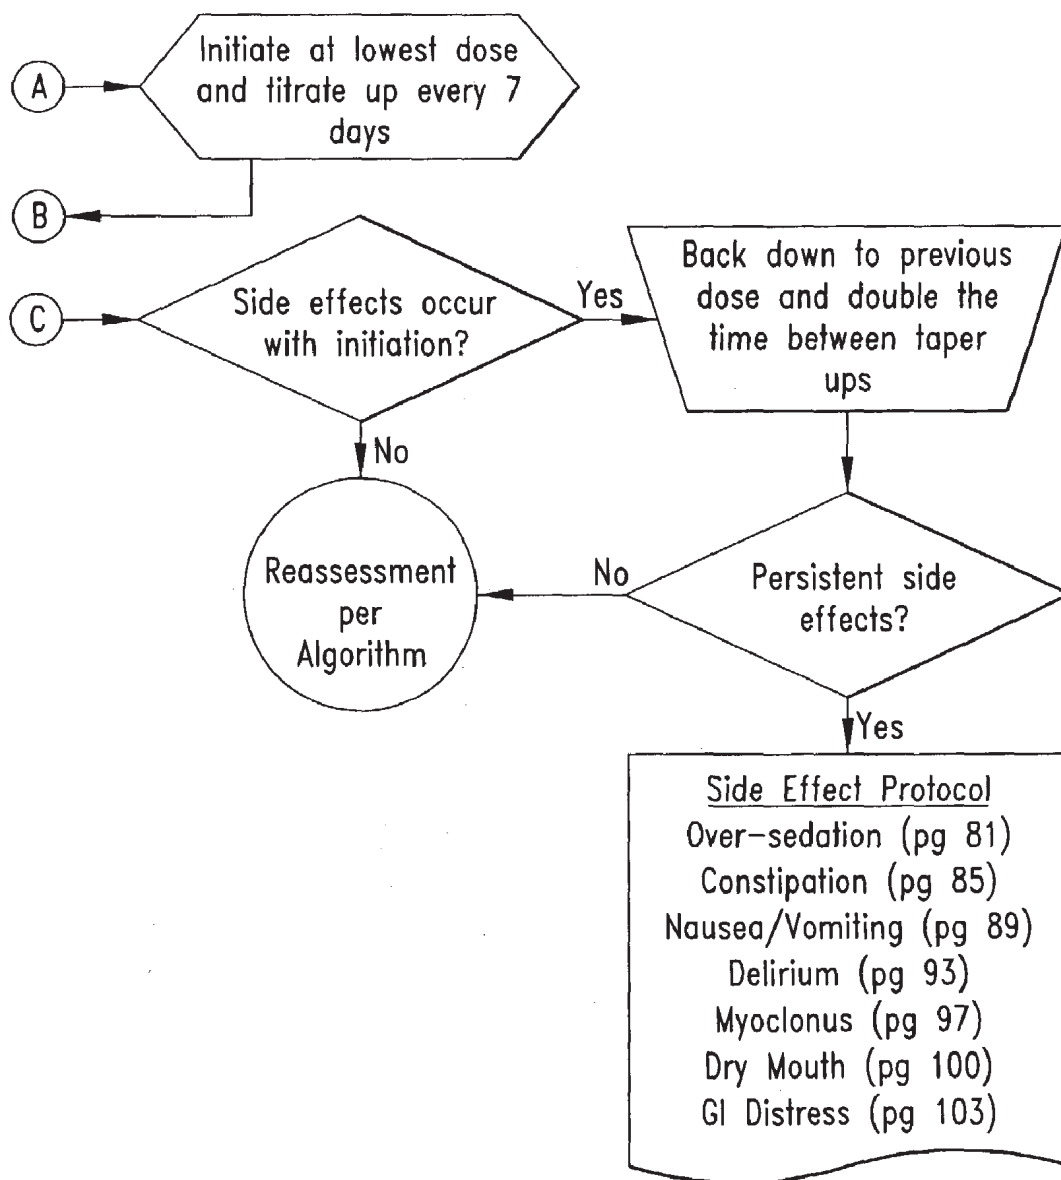 A
Initiate at lowest dose
and titrate up every 7
days
B
C
Side effects occur
with initiation?
Yes
Back down to previous
dose and double the
time between taper
ups
No
Reassessment
per
Algorithm
No
Persistent side
effects?
Yes
Side Effect Protocol
Over-sedation (pg 81)
Constipation (pg 85)
Nausea/Vomiting (pg 89)
Delirium (pg 93)
Myoclonus (pg 97)
Dry Mouth (pg 100)
GI Distress (pg 103)